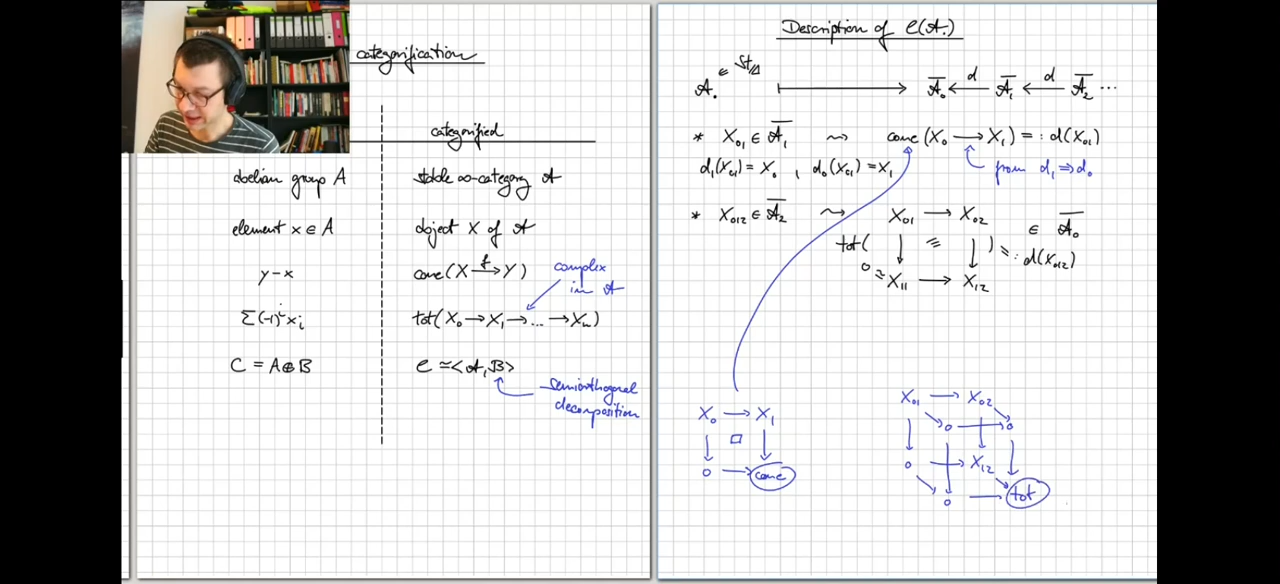 categorification
categorified
abelian group A
stable ∞-category 𝒜
element x ∈ A
object X of 𝒜
y-x
cone(X →f Y)
complex in 𝒜
Σ(-1)^i x_i
tot(X_0 → X_1 → ... → X_n)
C = A⊕B
𝒞 ≃ <𝒜, ℬ>
semiorthogonal
decomposition
Description of 𝒞(𝒜.)
𝒜. ∈ St_Δ ⟼ 𝒜̄_0 ←d 𝒜̄_1 ←d 𝒜̄_2 ...
* X_01 ∈ 𝒜̄_1 ⇝ cone(X_0 → X_1) =: d(X_01)
d_1(X_01) = X_0 , d_0(X_01) = X_1
from d_1 ⇒ d_0
* X_012 ∈ 𝒜̄_2 ⇝ X_01 → X_02
tot( ↓ ≃ ↓ ) =: d(X_012) ∈ 𝒜̄_0
0 ≃ X_11 → X_12
X_0 → X_1
↓ □ ↓
0 → cone
X_01 → X_02
0 → 0
0 → X_12
0 → tot